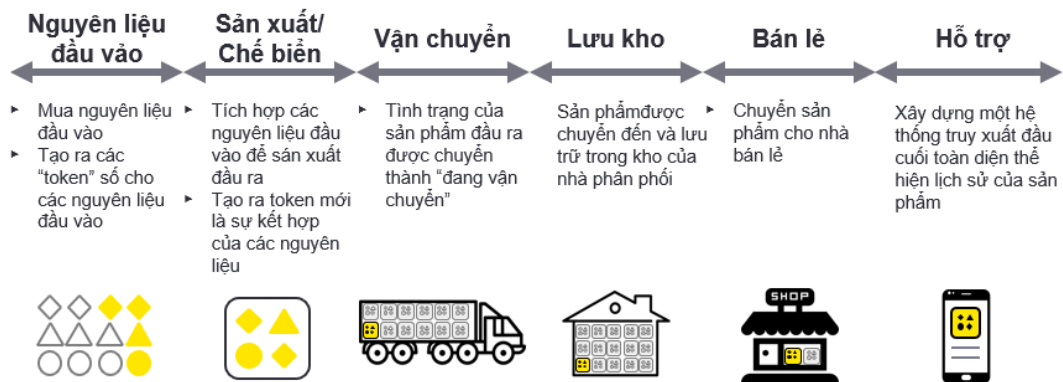 Nguyên liệu
đầu vảo
Sản xuất/
Chế biển
Vận chuyển
Lưu kho
Bán lẻ
Hỗ trợ
► Mua nguyên liệu
đầu vào
► Tạo ra các
“token” số cho
các nguyên liệu
đầu vào
► Tích hợp các
nguyên liệu đầu
vào để sán xuất
đầu ra
► Tạo ra token mới
là sự kết hợp
của các nguyên
liệu
► Tình trạng của
sản phẩm đầu ra
được chuyển
thành “đang vận
chuyển”
Sản phẩmđược
chuyển đến và lưu
trữ trong kho của
nhà phân phối
► Chuyển sản
phẩm cho nhà
bán lẻ
Xây dựng một hệ
thống truy xuất đầu
cuối toàn diện thể
hiện lịch sử của sản
phẩm
SHOP